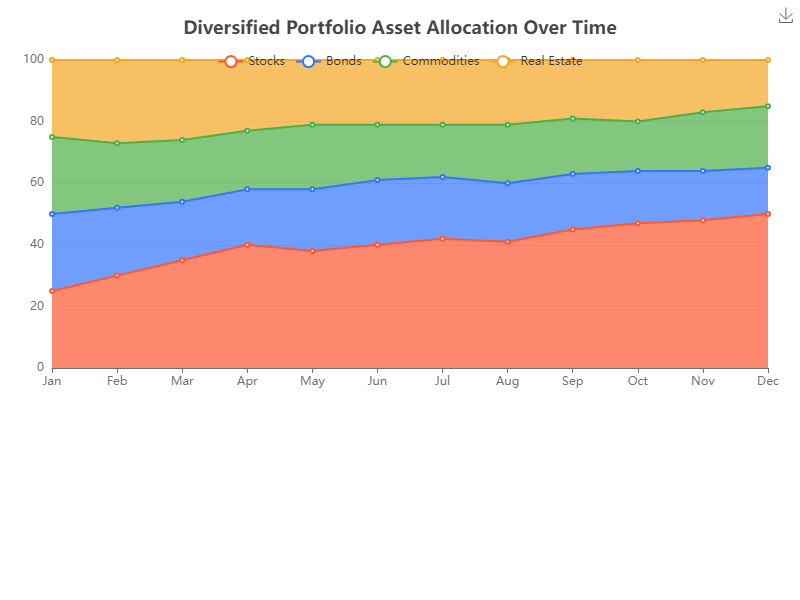 Diversified Portfolio Asset Allocation Over Time
Stocks Bonds Commodities Real Estate
100
80
60
40
20
0
Jan Feb Mar Apr May Jun Jul Aug Sep Oct Nov Dec